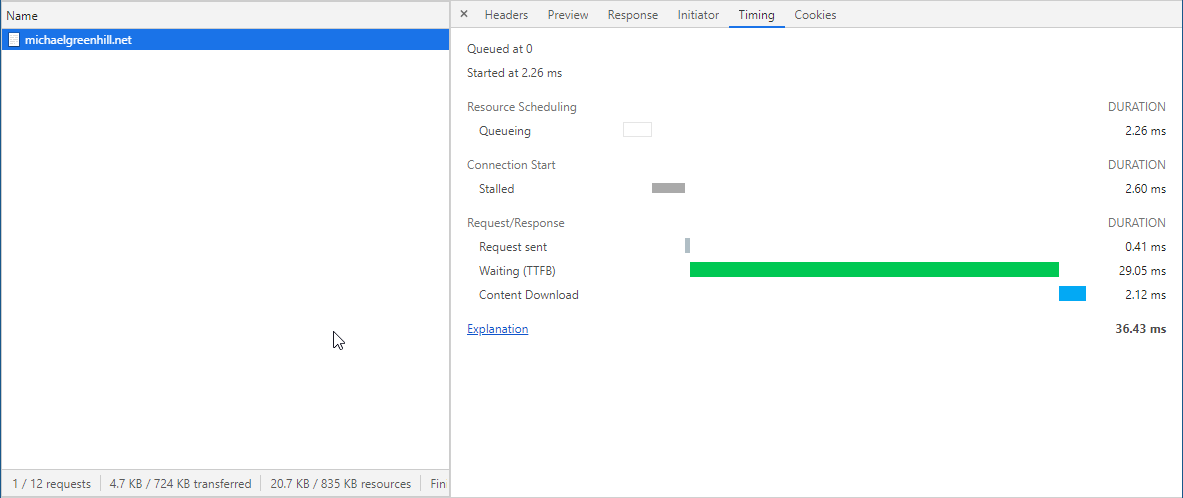 Name
michaelgreenhill.net
1 / 12 requests 4.7 KB / 724 KB transferred 20.7 KB / 835 KB resources Fin
× Headers Preview Response Initiator Timing Cookies
Queued at 0
Started at 2.26 ms
Resource Scheduling DURATION
Queueing 2.26 ms
Connection Start DURATION
Stalled 2.60 ms
Request/Response DURATION
Request sent 0.41 ms
Waiting (TTFB) 29.05 ms
Content Download 2.12 ms
Explanation 36.43 ms